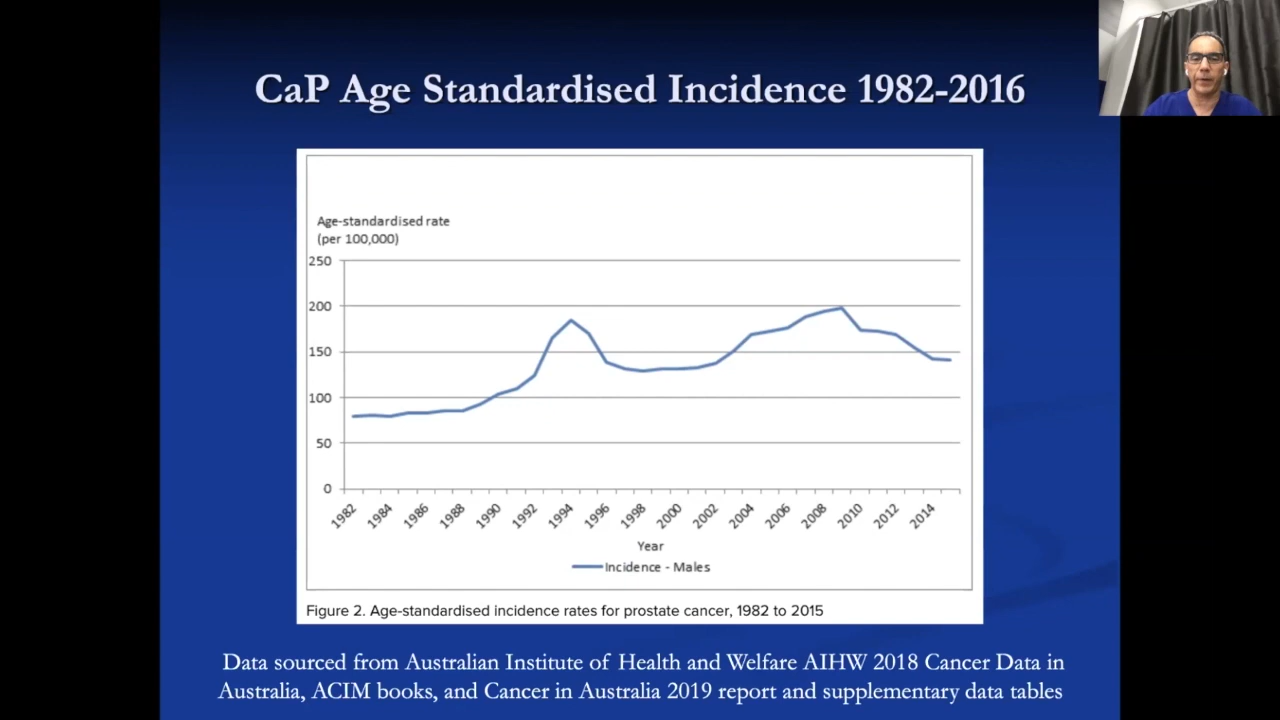 CaP Age Standardised Incidence 1982-2016
Age-standardised rate
(per 100,000)
250
200
150
100
50
0
1982 1984 1986 1988 1990 1992 1994 1996 1998 2000 2002 2004 2006 2008 2010 2012 2014
Year
Incidence - Males
Figure 2. Age-standardised incidence rates for prostate cancer, 1982 to 2015
Data sourced from Australian Institute of Health and Welfare AIHW 2018 Cancer Data in
Australia, ACIM books, and Cancer in Australia 2019 report and supplementary data tables